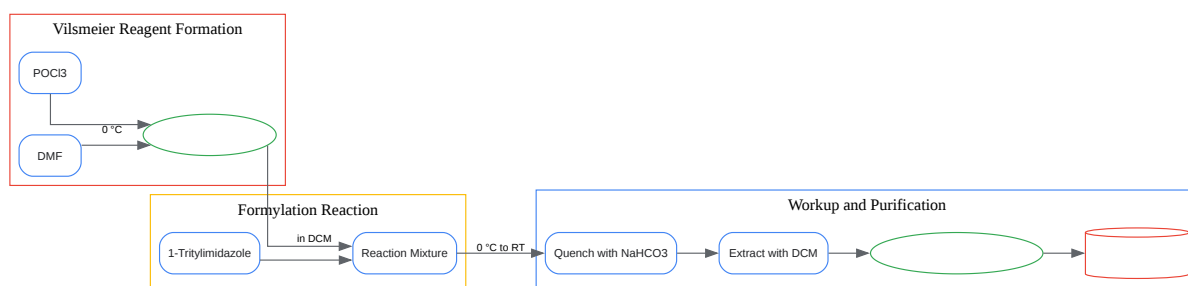 Vilsmeier Reagent Formation
POCl3
0 °C
DMF
Formylation Reaction
1-Tritylimidazole
in DCM
Reaction Mixture
0 °C to RT
Workup and Purification
Quench with NaHCO3
Extract with DCM